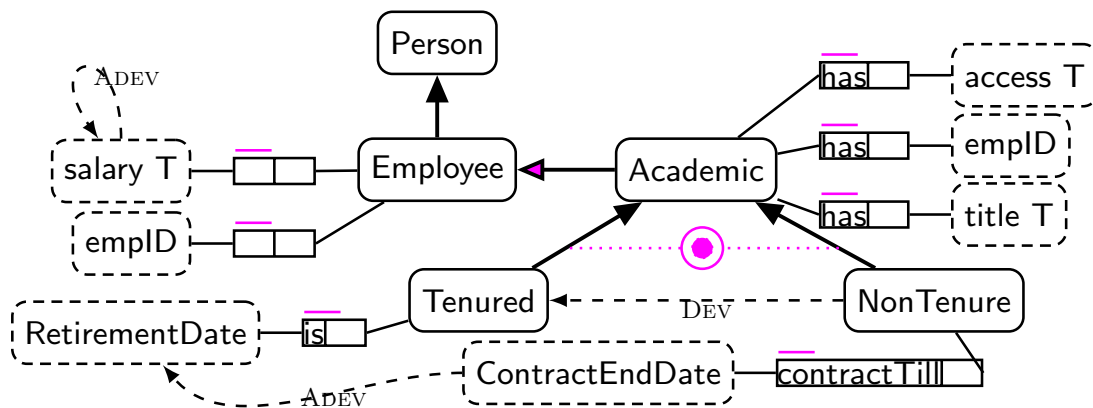 Person
ADEV
has
access T
salary T
Employee
Academic
has
empID
empID
has
title T
Tenured
DEV
NonTenure
RetirementDate
is
ContractEndDate
contractTill
ADEV